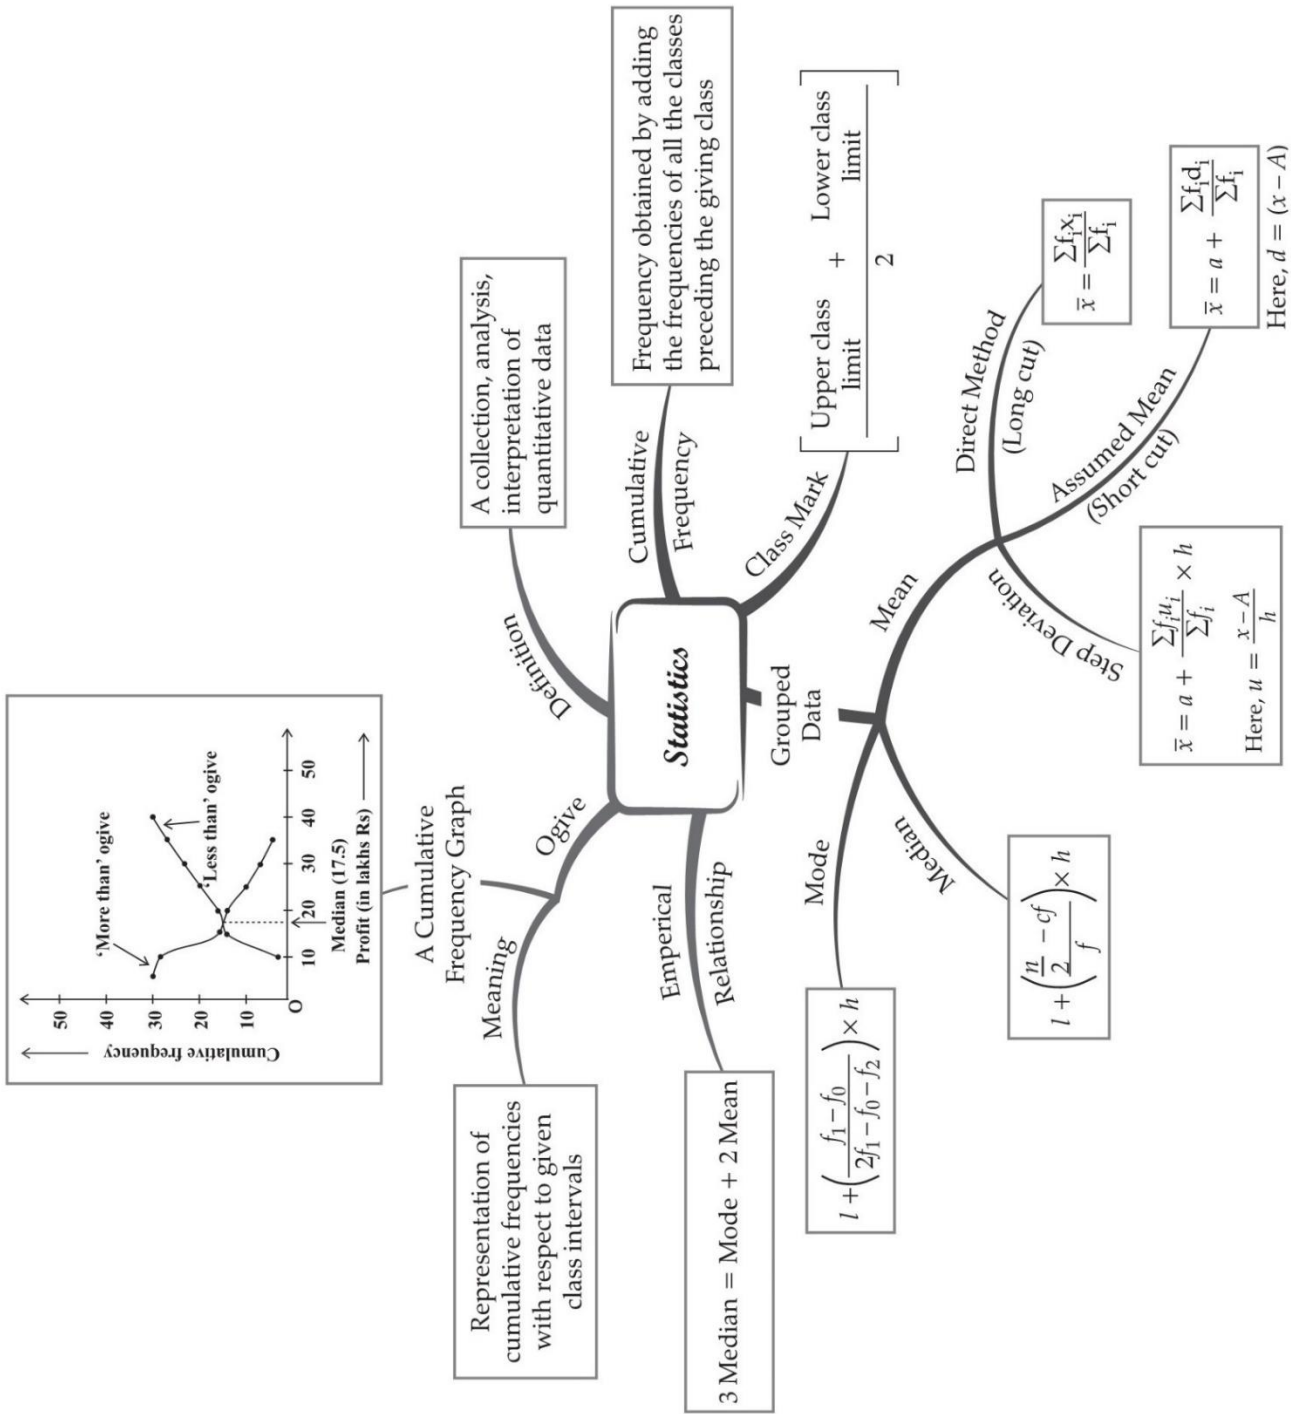 50
40
30
20
10
O
10
20
30
40
50
Cumulative frequency
'More than' ogive
'Less than' ogive
Median (17.5)
Profit (in lakhs Rs)
A Cumulative
Frequency Graph
Ogive
Meaning
Representation of
cumulative frequencies
with respect to given
class intervals
Definition
A collection, analysis,
interpretation of
quantitative data
Statistics
Cumulative
Frequency
Frequency obtained by adding
the frequencies of all the classes
preceding the giving class
Emperical
Relationship
3 Median = Mode + 2 Mean
Class Mark
[(Upper class limit + Lower class limit)/2]
Grouped
Data
Mode
l + ((f₁ – f₀)/(2f₁ – f₀ – f₂)) × h
Median
l + ((n/2 – cf)/f) × h
Mean
Direct Method
(Long cut)
x̄ = Σfᵢxᵢ/Σfᵢ
Assumed Mean
(Short cut)
x̄ = a + Σfᵢdᵢ/Σfᵢ
Here, d = (x – A)
Step Deviation
x̄ = a + Σfᵢuᵢ/Σfᵢ × h
Here, u = (x – A)/h